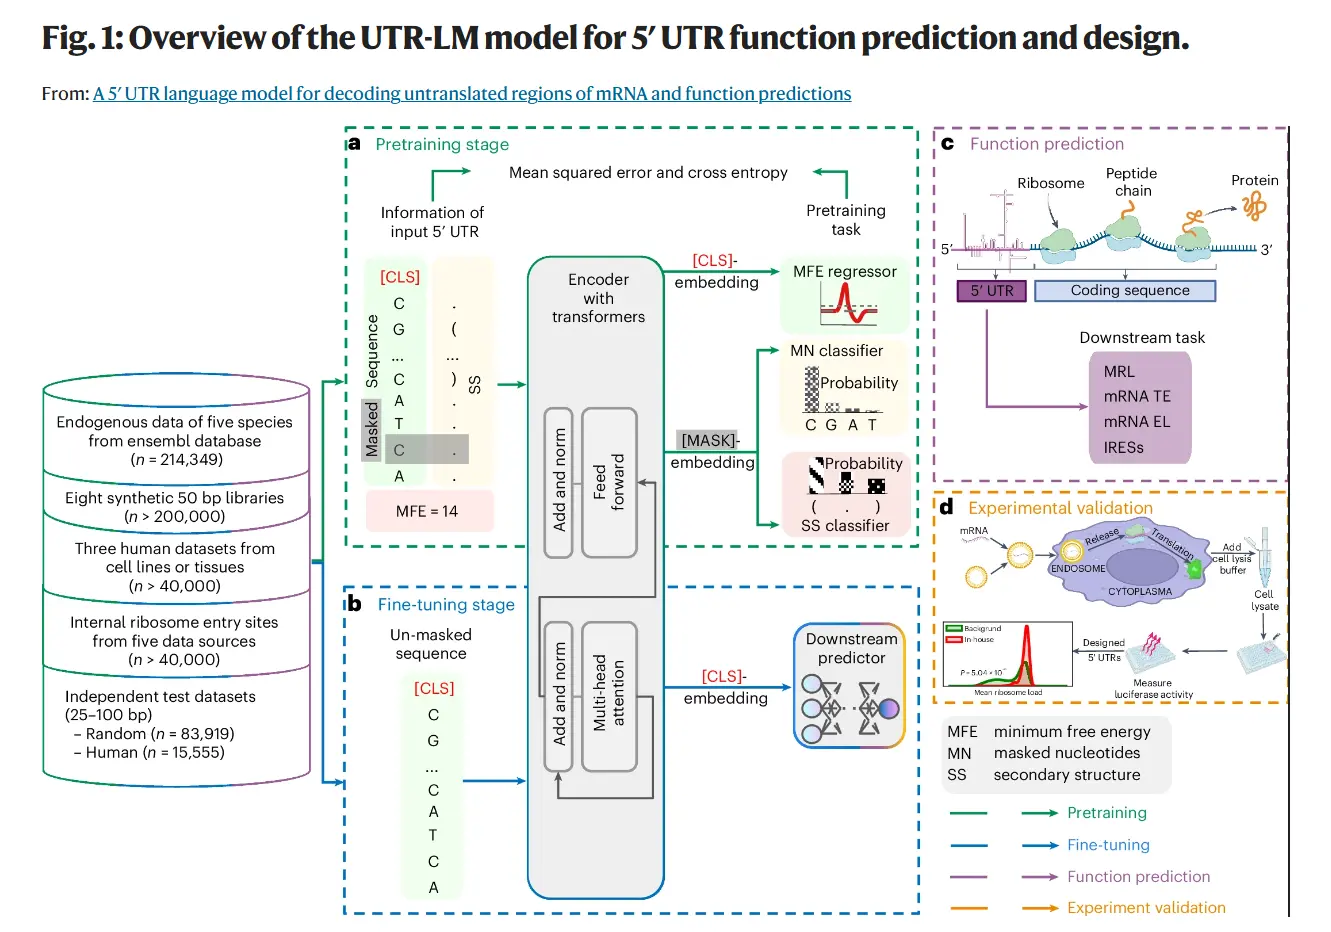 Fig. 1: Overview of the UTR-LM model for 5′ UTR function prediction and design.
From: A 5′ UTR language model for decoding untranslated regions of mRNA and function predictions
Endogenous data of five species
from ensembl database
(n = 214,349)
Eight synthetic 50 bp libraries
(n > 200,000)
Three human datasets from
cell lines or tissues
(n > 40,000)
Internal ribosome entry sites
from five data sources
(n > 40,000)
Independent test datasets
(25–100 bp)
– Random (n = 83,919)
– Human (n = 15,555)
a Pretraining stage
Mean squared error and cross entropy
Information of
input 5′ UTR
Pretraining
task
Masked
Sequence
[CLS]
C
G
...
C
A
T
C
A
.
(
...
)
.
.
.
.
SS
MFE = 14
Encoder
with
transformers
Add and norm
Feed
forward
Add and norm
Multi-head
attention
[CLS]-
embedding
MFE regressor
[MASK]-
embedding
MN classifier
Probability
C G A T
Probability
( . )
SS classifier
b Fine-tuning stage
Un-masked
sequence
[CLS]
C
G
...
C
A
T
C
A
[CLS]-
embedding
Downstream
predictor
c Function prediction
Ribosome
Peptide
chain
Protein
5′
3′
5′ UTR
Coding sequence
Downstream task
MRL
mRNA TE
mRNA EL
IRESs
d Experimental validation
mRNA
Release
Translation
ENDOSOME
CYTOPLASMA
Add
cell lysis
buffer
Cell
lysate
Measure
luciferase activity
Designed
5′ UTRs
Background
In-house
Mean ribosome load
MFE minimum free energy
MN masked nucleotides
SS secondary structure
Pretraining
Fine-tuning
Function prediction
Experiment validation